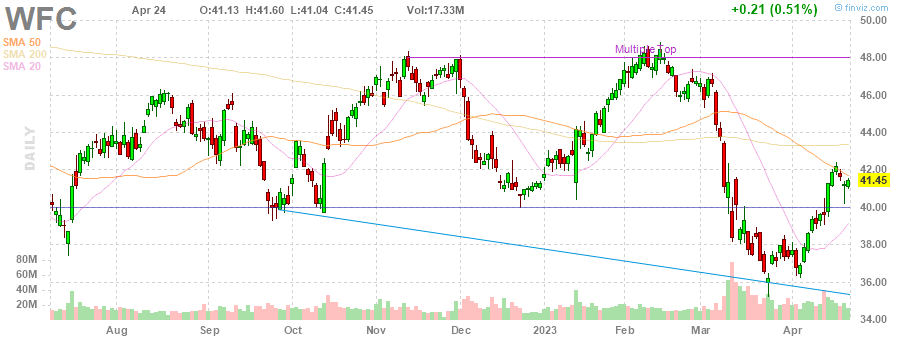 WFC Apr 24 O:41.13 H:41.60 L:41.04 C:41.45 Vol:17.33M +0.21 (0.51%) © finviz.com
SMA 50
SMA 200
SMA 20
DAILY
Multiple Top
50.00
48.00
46.00
44.00
42.00
41.45
40.00
38.00
36.00
34.00
80M
60M
40M
20M
Aug Sep Oct Nov Dec 2023 Feb Mar Apr